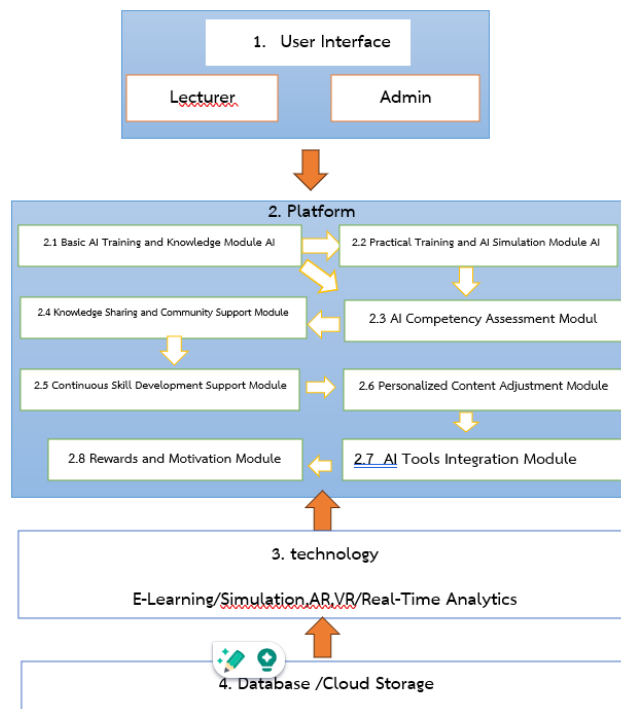 1. User Interface
Lecturer
Admin
2. Platform
2.1 Basic AI Training and Knowledge Module AI
2.2 Practical Training and AI Simulation Module AI
2.4 Knowledge Sharing and Community Support Module
2.3 AI Competency Assessment Modul
2.5 Continuous Skill Development Support Module
2.6 Personalized Content Adjustment Module
2.8 Rewards and Motivation Module
2.7 AI Tools Integration Module
3. technology
E-Learning/Simulation,AR,VR/Real-Time Analytics
4. Database /Cloud Storage